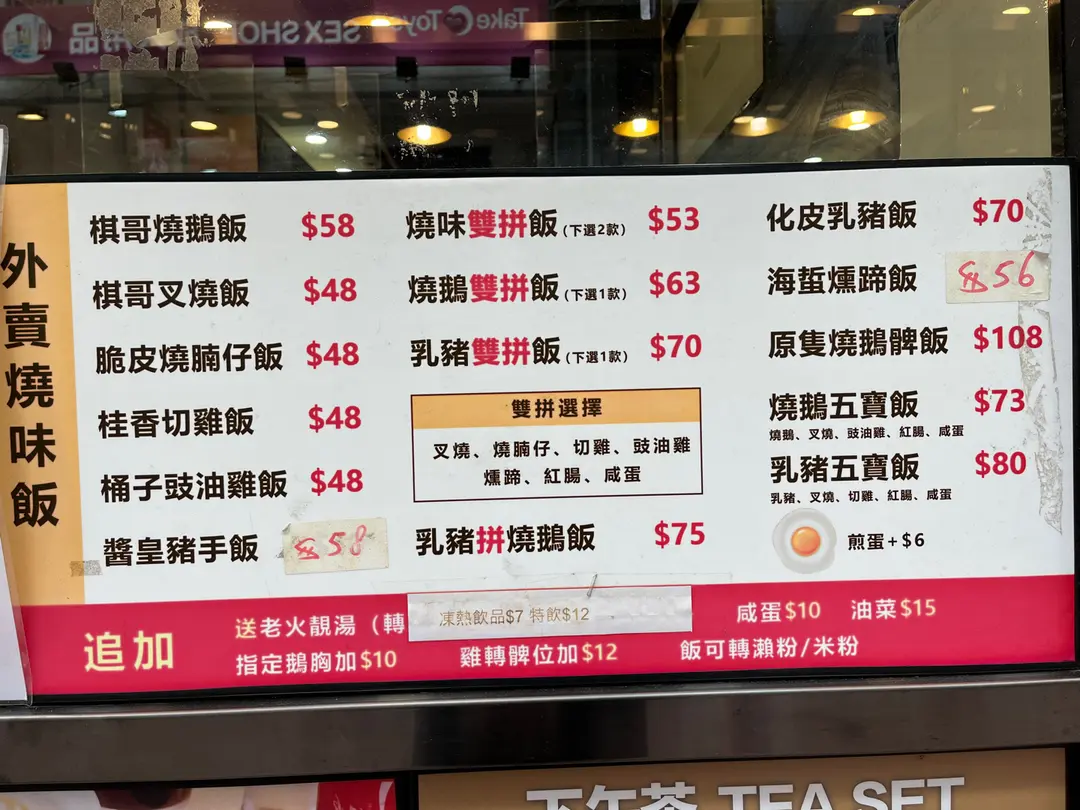 Take Toys SEX SHOP
外賣燒味飯
棋哥燒鵝飯 $58
棋哥叉燒飯 $48
脆皮燒腩仔飯 $48
桂香切雞飯 $48
桶子豉油雞飯 $48
醬皇豬手飯 58
燒味雙拼飯(下選2款) $53
燒鵝雙拼飯(下選1款) $63
乳豬雙拼飯(下選1款) $70
雙拼選擇
叉燒、燒腩仔、切雞、豉油雞
燻蹄、紅腸、咸蛋
乳豬拼燒鵝飯 $75
化皮乳豬飯 $70
海蜇燻蹄飯 56
原隻燒鵝髀飯 $108
燒鵝五寶飯 $73
燒鵝、叉燒、豉油雞、紅腸、咸蛋
乳豬五寶飯 $80
乳豬、叉燒、切雞、紅腸、咸蛋
煎蛋+$6
追加
送老火靚湯（轉 凍熱飲品$7 特飲$12 咸蛋$10 油菜$15
指定鵝胸加$10 雞轉髀位加$12 飯可轉瀨粉/米粉
下午茶 TEA SET